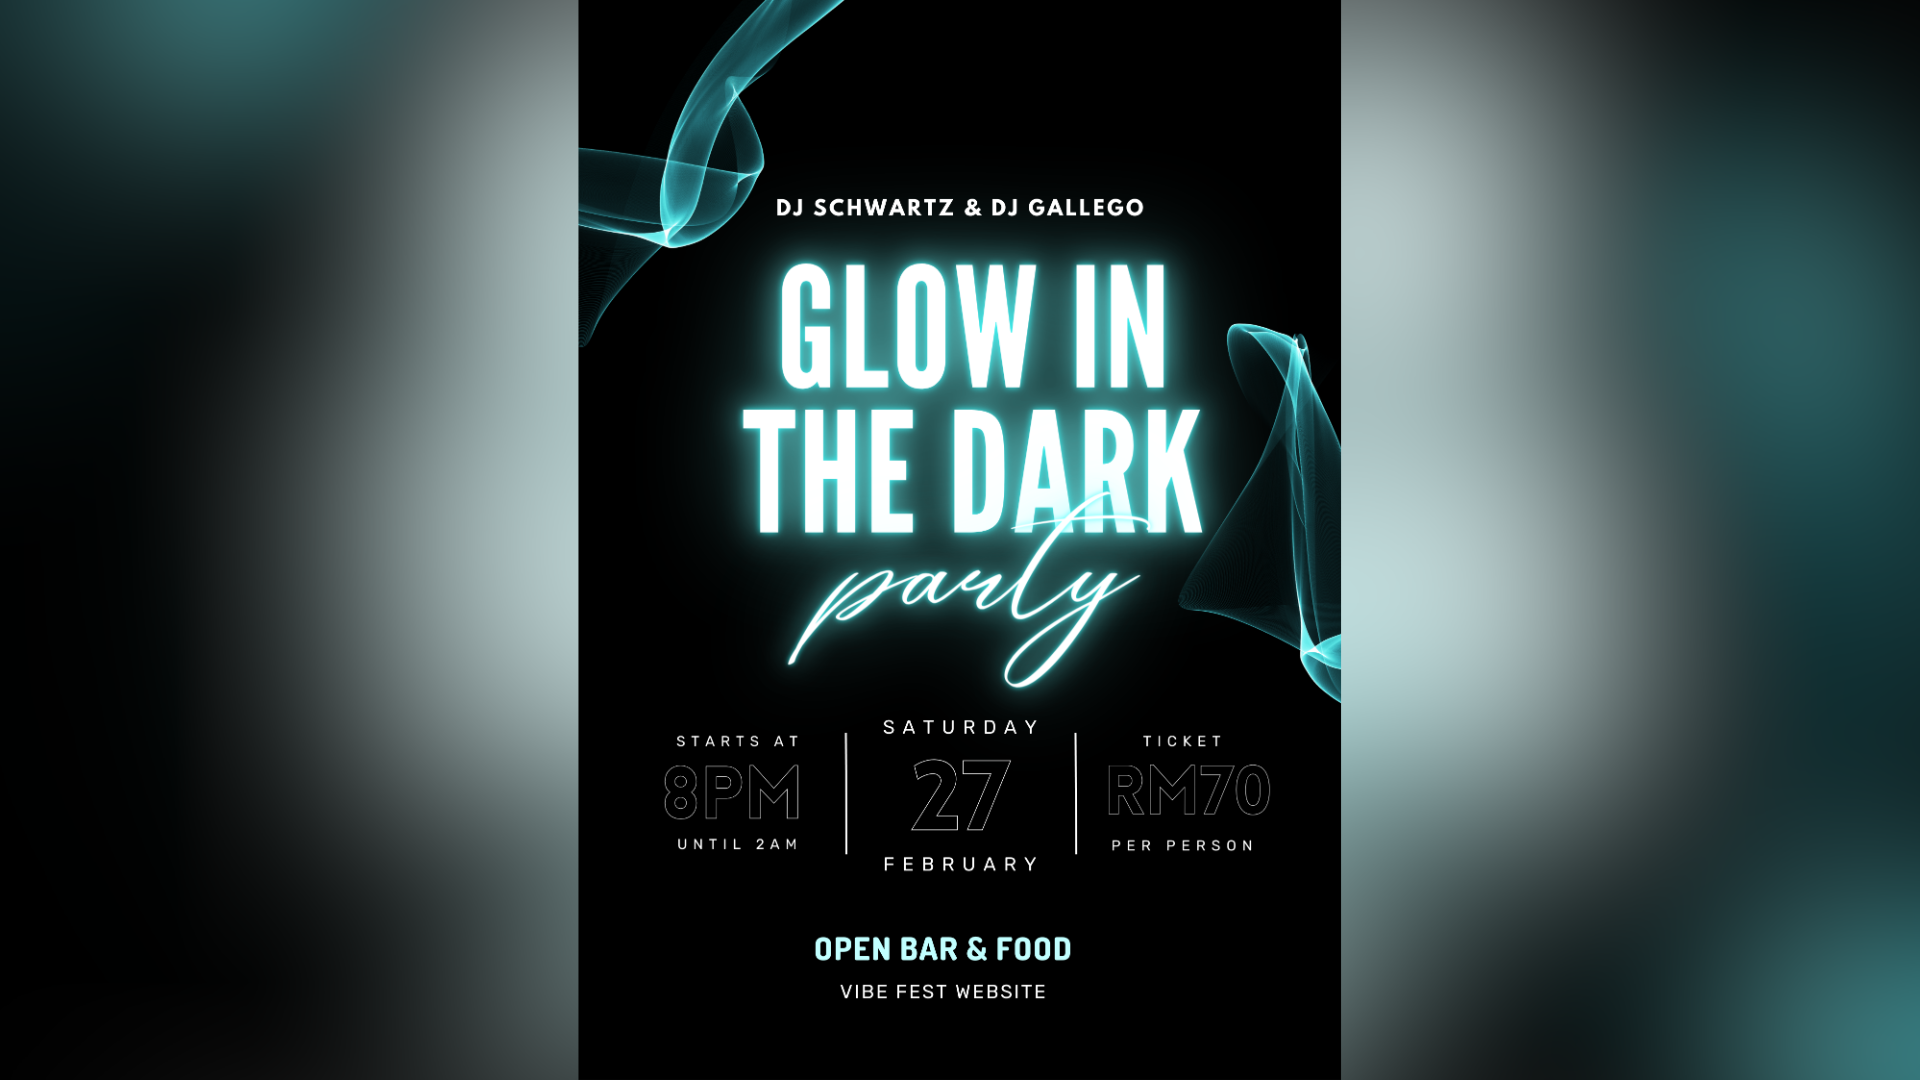 DJ SCHWARTZ & DJ GALLEGO
GLOW IN
THE DARK
party
STARTS AT
8PM
UNTIL 2AM
SATURDAY
27
FEBRUARY
TICKET
RM70
PER PERSON
OPEN BAR & FOOD
VIBE FEST WEBSITE